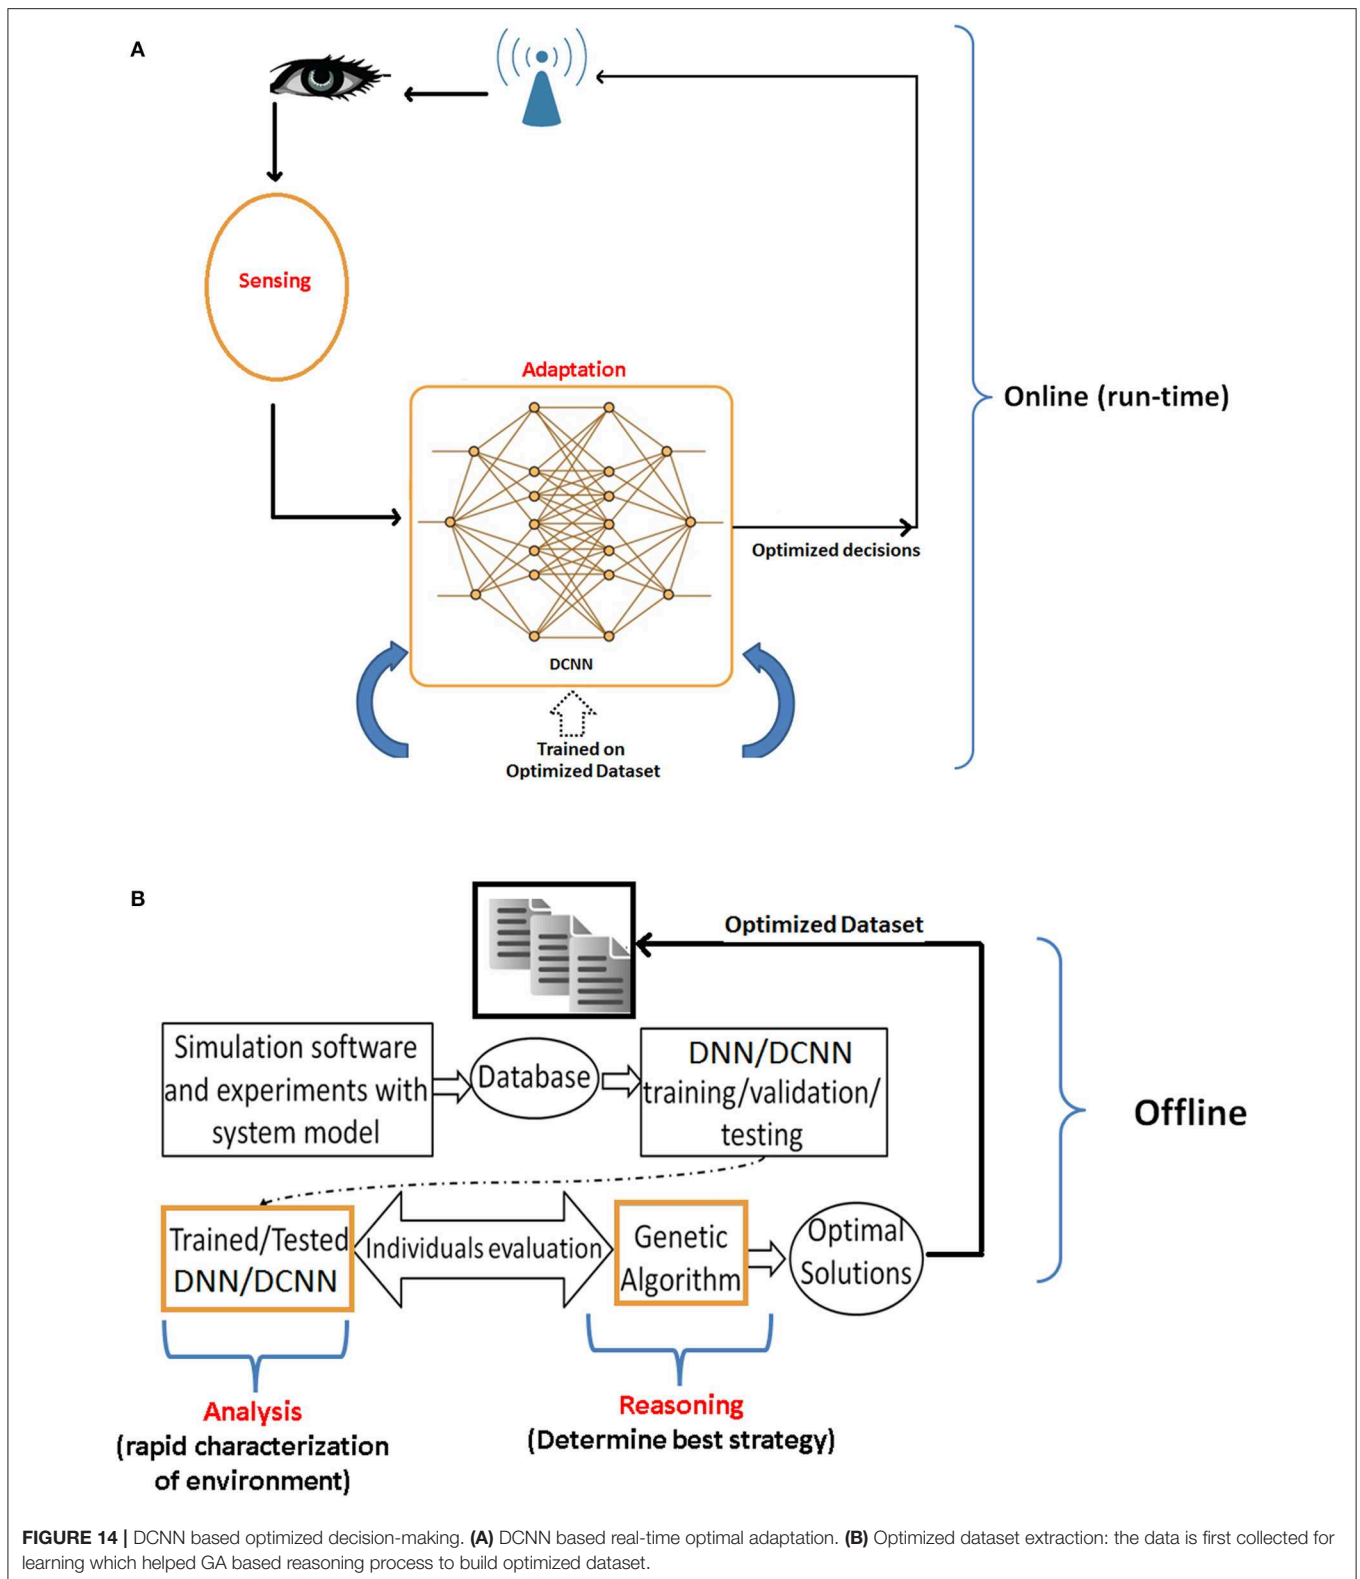 A
Sensing
Adaptation
Online (run-time)
Optimized decisions
DCNN
Trained on
Optimized Dataset
B
Optimized Dataset
Simulation software
and experiments with
system model
Database
DNN/DCNN
training/validation/
testing
Offline
Trained/Tested
DNN/DCNN
Individuals evaluation
Genetic
Algorithm
Optimal
Solutions
Analysis
(rapid characterization
of environment)
Reasoning
(Determine best strategy)
FIGURE 14 | DCNN based optimized decision-making. (A) DCNN based real-time optimal adaptation. (B) Optimized dataset extraction: the data is first collected for
learning which helped GA based reasoning process to build optimized dataset.